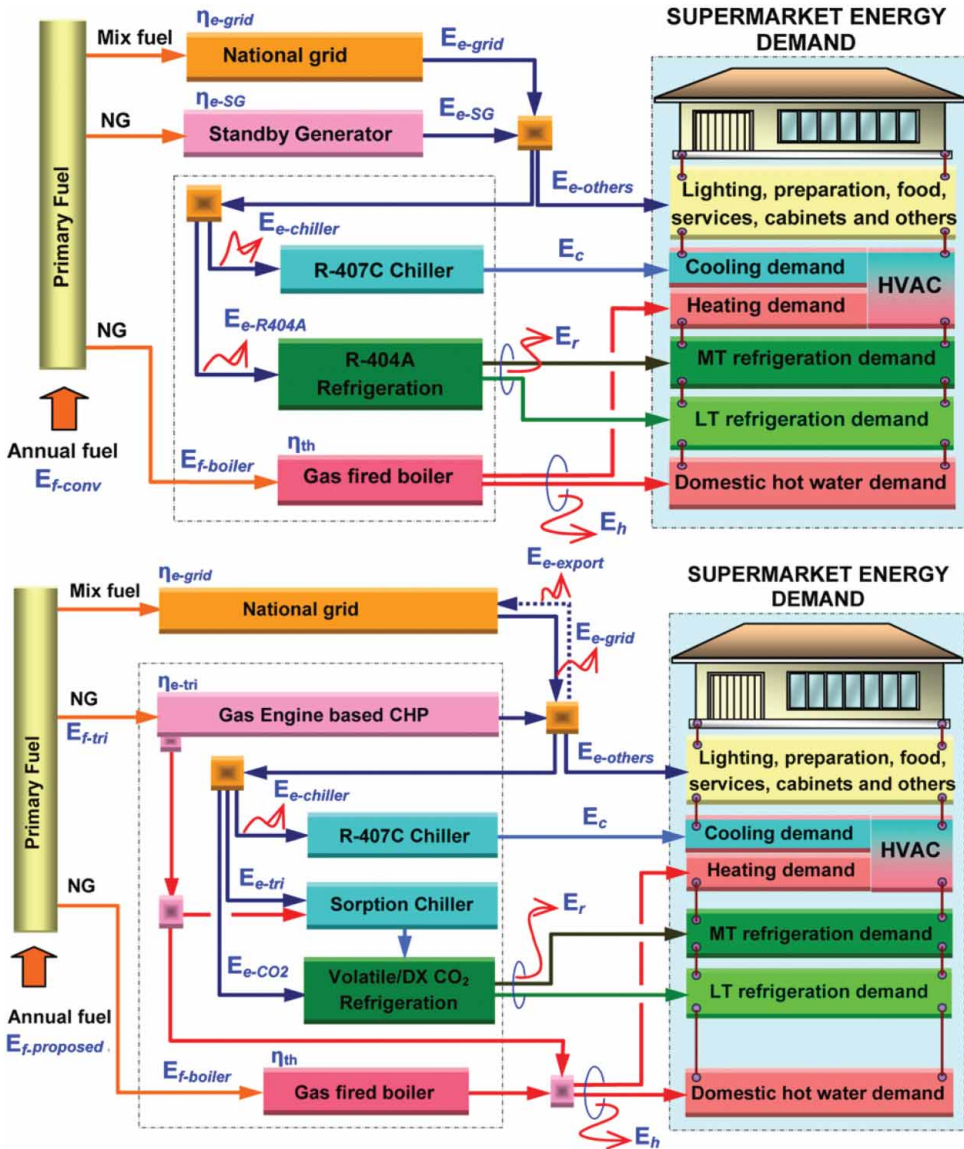 SUPERMARKET ENERGY
DEMAND
ηe-grid
Mix fuel
National grid
Ee-grid
ηe-SG
NG
Standby Generator
Ee-SG
Primary Fuel
Ee-others
Lighting, preparation, food,
services, cabinets and others
Ee-chiller
R-407C Chiller
Ec
Cooling demand
HVAC
Heating demand
NG
Ee-R404A
R-404A
Refrigeration
Er
MT refrigeration demand
LT refrigeration demand
Annual fuel
Ef-conv
Ef-boiler
ηth
Gas fired boiler
Domestic hot water demand
Eh
SUPERMARKET ENERGY
DEMAND
ηe-grid
Mix fuel
National grid
Ee-export
Ee-grid
NG
Ef-tri
ηe-tri
Gas Engine based CHP
Primary Fuel
Ee-others
Lighting, preparation, food,
services, cabinets and others
Ee-chiller
R-407C Chiller
Ec
Cooling demand
HVAC
Heating demand
Ee-tri
Sorption Chiller
NG
Er
MT refrigeration demand
Ee-CO2
Volatile/DX CO₂
Refrigeration
LT refrigeration demand
Annual fuel
Ef-proposed
Ef-boiler
ηth
Gas fired boiler
Domestic hot water demand
Eh